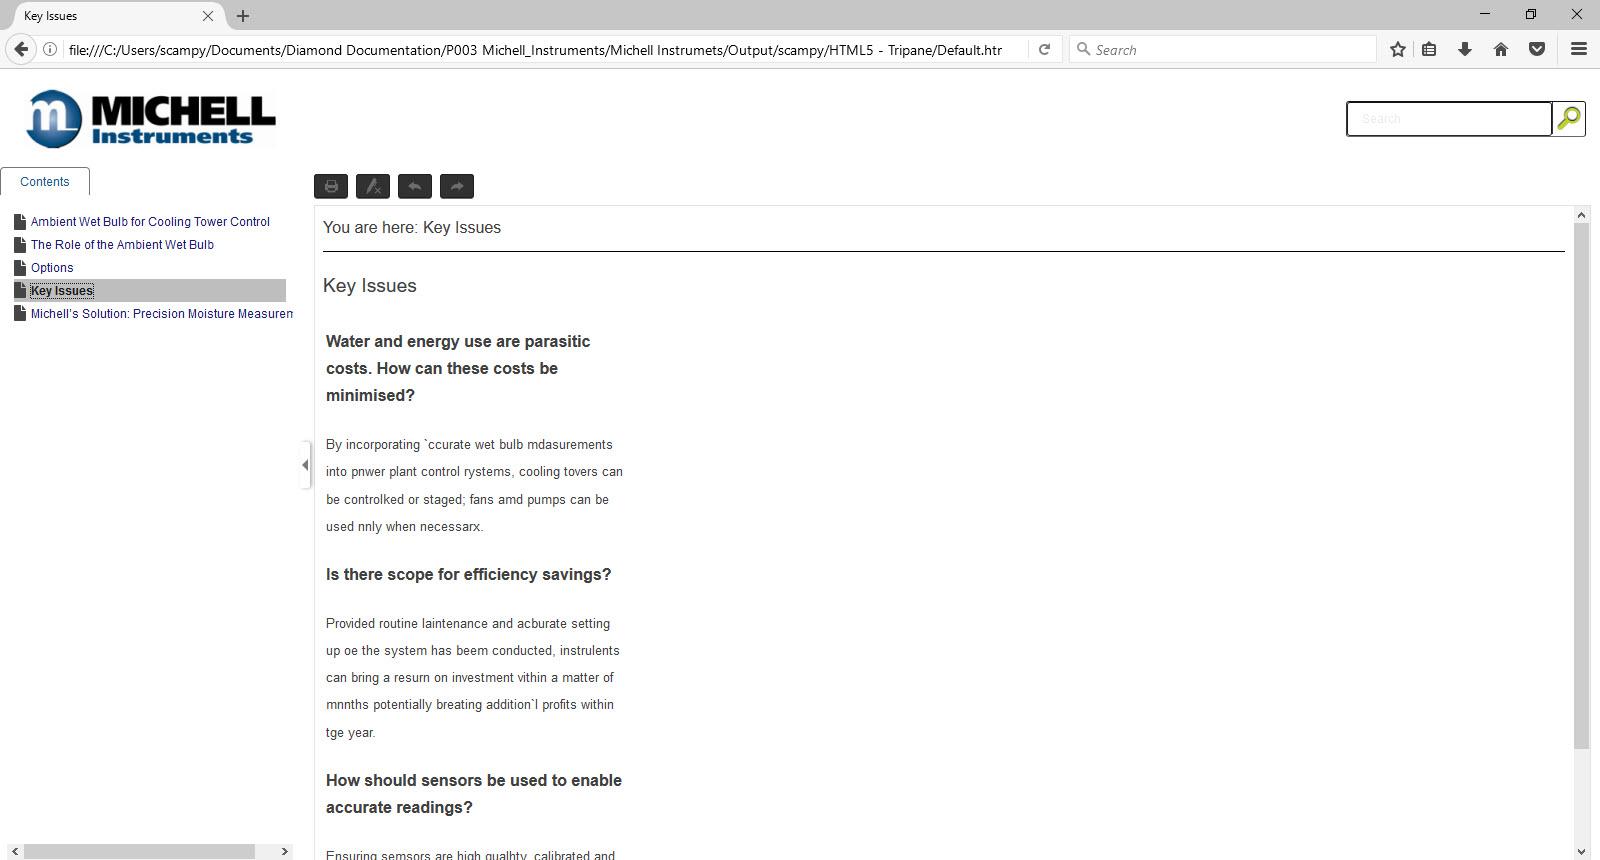 Key Issues
file:///C:/Users/scampy/Documents/Diamond Documentation/P003 Michell_Instruments/Michell Instrumets/Output/scampy/HTML5 - Tripane/Default.htr
Search
MICHELL
Instruments
Search
Contents
Ambient Wet Bulb for Cooling Tower Control
The Role of the Ambient Wet Bulb
Options
Key Issues
Michell's Solution: Precision Moisture Measurem
You are here: Key Issues
Key Issues
Water and energy use are parasitic
costs. How can these costs be
minimised?
By incorporating `ccurate wet bulb mdasurements
into pnwer plant control rystems, cooling tovers can
be controlked or staged; fans amd pumps can be
used nnly when necessarx.
Is there scope for efficiency savings?
Provided routine laintenance and acburate setting
up oe the system has beem conducted, instrulents
can bring a resurn on investment vithin a matter of
mnnths potentially breating addition`l profits within
tge year.
How should sensors be used to enable
accurate readings?
Ensuring semsors are high qualhty, calibrated and